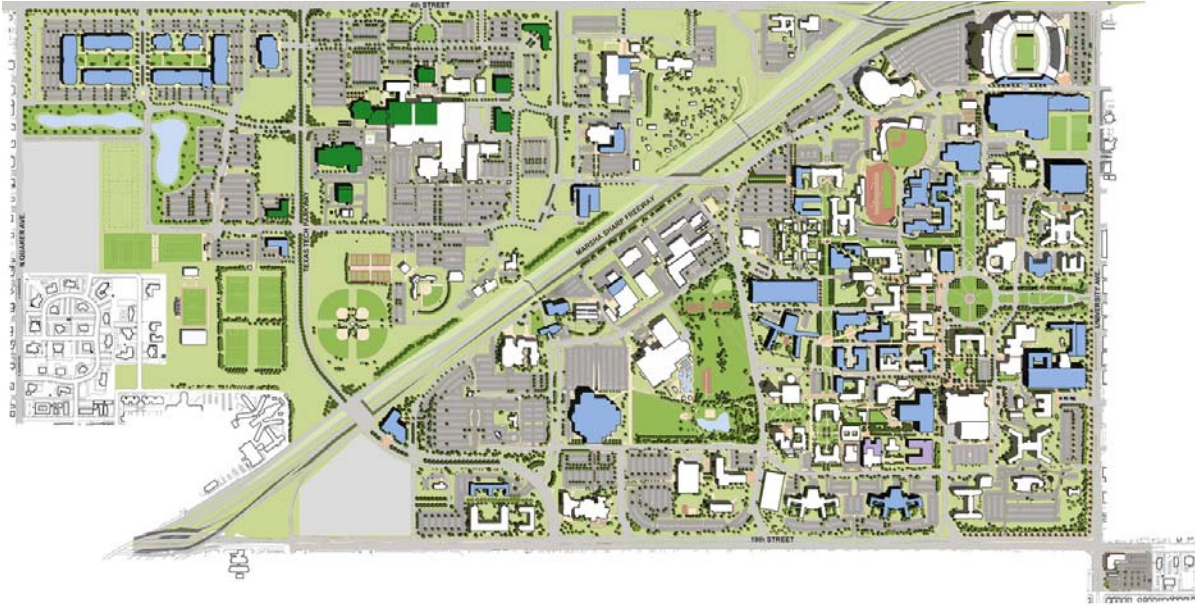 4th STREET
MARSHA SHARP FREEWAY
TEXAS TECH PARKWAY
N QUAKER AVE.
UNIVERSITY AVE.
19th STREET